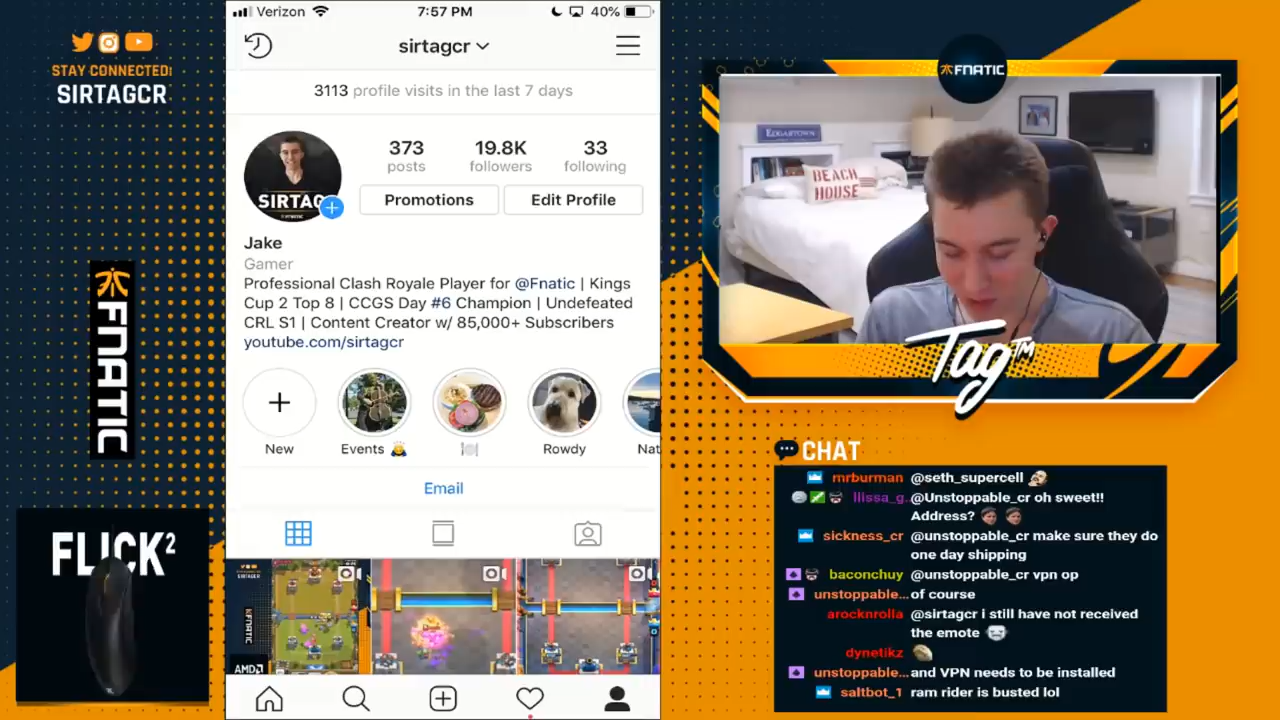 STAY CONNECTED:
SIRTAGCR
FNATIC
FLICK²
Verizon
7:57 PM
40%
sirtagcr
3113 profile visits in the last 7 days
373
posts
19.8K
followers
33
following
Promotions
Edit Profile
SIRTAG
Jake
Gamer
Professional Clash Royale Player for @Fnatic | Kings
Cup 2 Top 8 | CCGS Day #6 Champion | Undefeated
CRL S1 | Content Creator w/ 85,000+ Subscribers
youtube.com/sirtagcr
New
Events
Rowdy
Nat
Email
FNATIC
AMD
FNATIC
EDGARTOWN
BEACH
HOUSE
Tag™
CHAT
mrburman @seth_supercell
llissa_g.. @Unstoppable_cr oh sweet!!
Address?
sickness_cr @unstoppable_cr make sure they do
one day shipping
baconchuy @unstoppable_cr vpn op
unstoppable... of course
arocknrolla @sirtagcr i still have not received
the emote
dynetikz
unstoppable... and VPN needs to be installed
saltbot_1 ram rider is busted lol